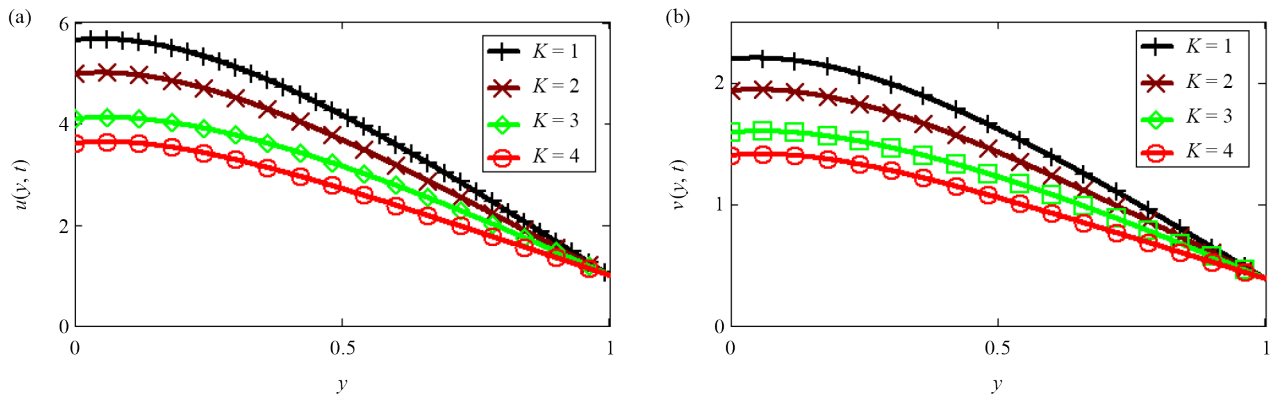 (a)
6
4
2
0
u(y, t)
K = 1
K = 2
K = 3
K = 4
0
0.5
1
y
(b)
2
1
0
v(y, t)
K = 1
K = 2
K = 3
K = 4
0
0.5
1
y